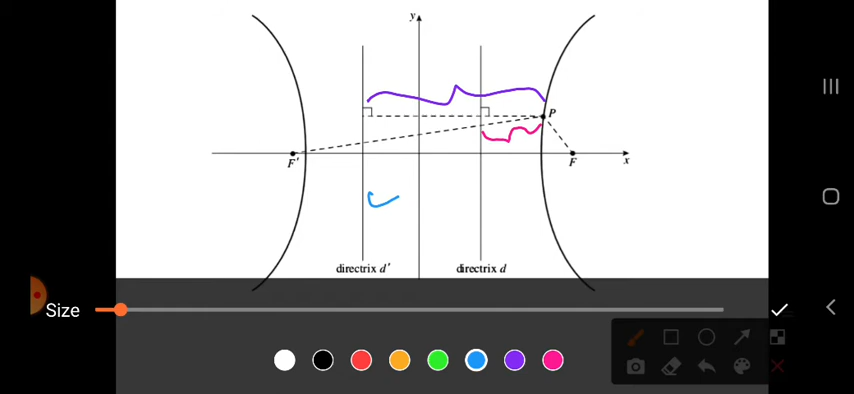 y
P
F'
F
x
directrix d'
directrix d
Size